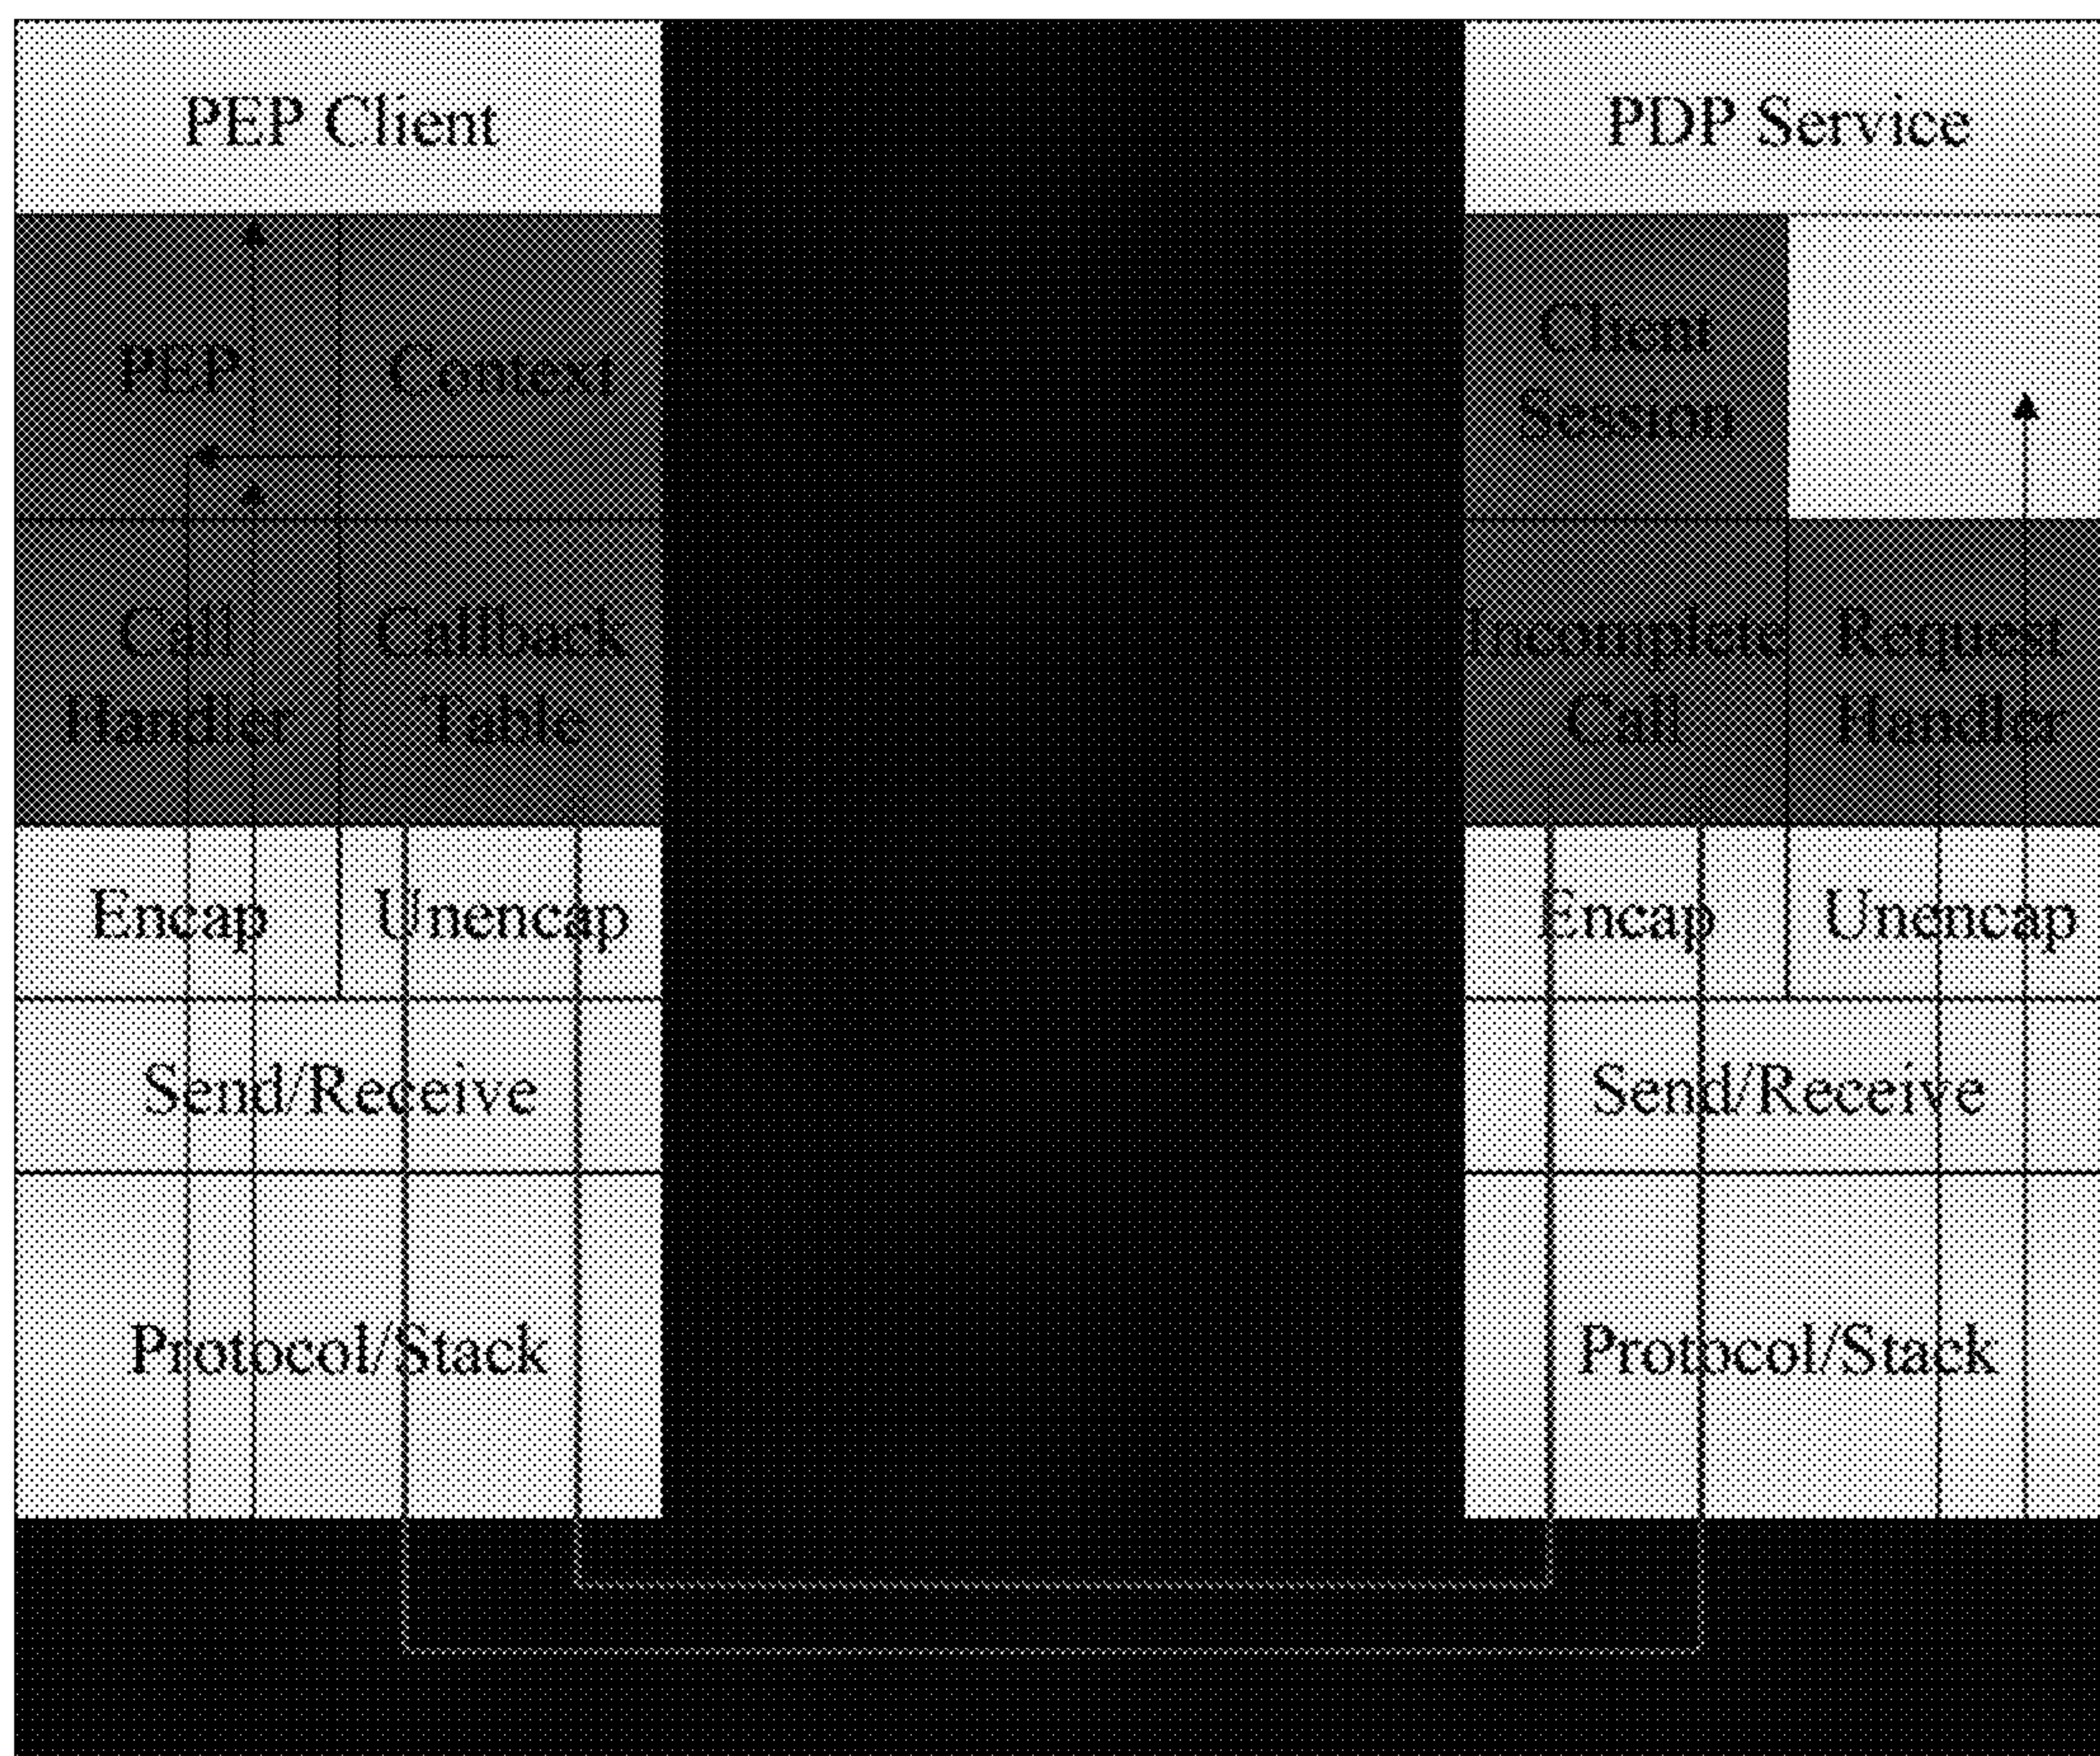 PEP Client
PEP
Context
Call
Handler
Callback
Table
Encap
Unencap
Send/Receive
Protocol/Stack
PDP Service
Client
Session
Incomplete
Call
Request
Handler
Encap
Unencap
Send/Receive
Protocol/Stack